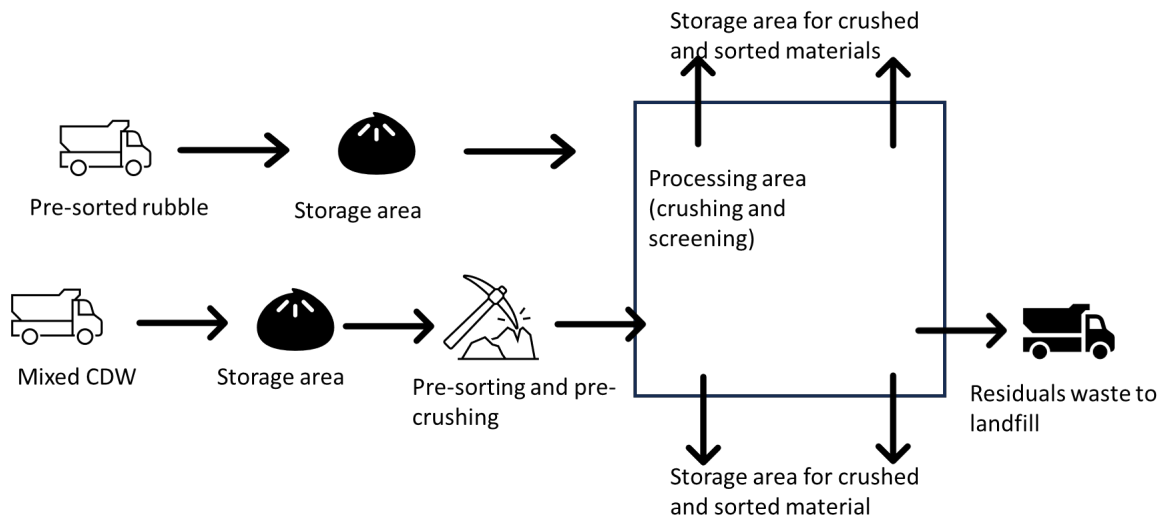 Storage area for crushed
and sorted materials
Pre-sorted rubble
Storage area
Processing area
(crushing and
screening)
Mixed CDW
Storage area
Pre-sorting and pre-
crushing
Residuals waste to
landfill
Storage area for crushed
and sorted material